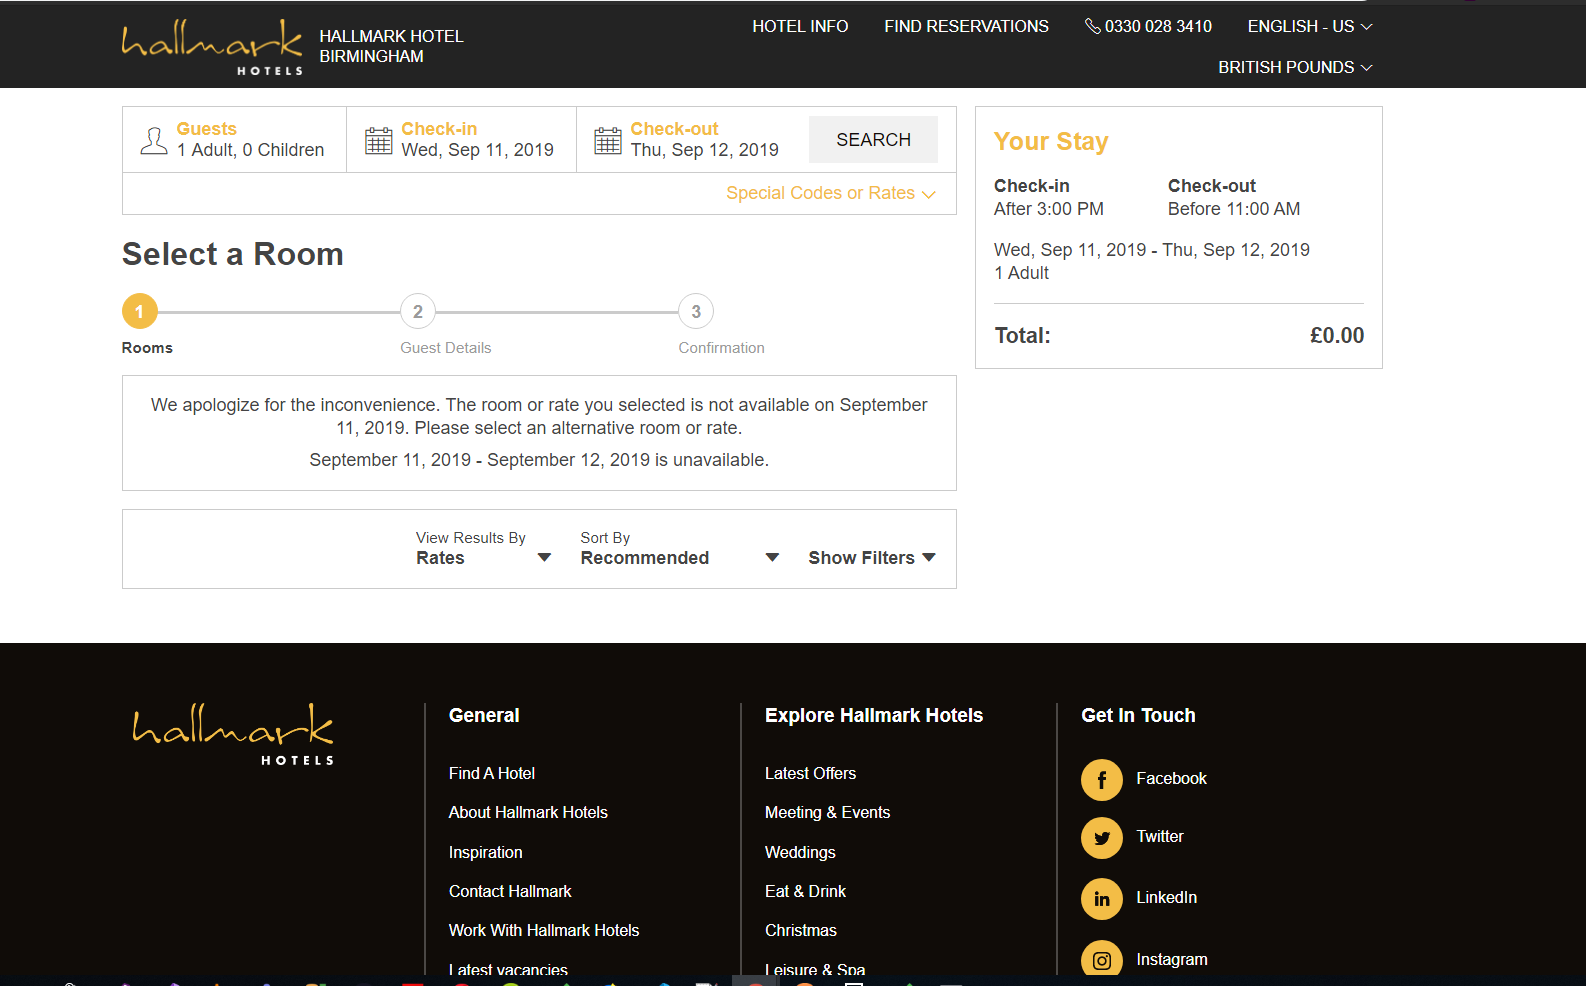 hallmark
HOTELS
HALLMARK HOTEL
BIRMINGHAM
HOTEL INFO
FIND RESERVATIONS
0330 028 3410
ENGLISH - US
BRITISH POUNDS
Guests
1 Adult, 0 Children
Check-in
Wed, Sep 11, 2019
Check-out
Thu, Sep 12, 2019
SEARCH
Special Codes or Rates
Select a Room
1
Rooms
2
Guest Details
3
Confirmation
We apologize for the inconvenience. The room or rate you selected is not available on September
11, 2019. Please select an alternative room or rate.
September 11, 2019 - September 12, 2019 is unavailable.
View Results By
Rates
Sort By
Recommended
Show Filters
Your Stay
Check-in
After 3:00 PM
Check-out
Before 11:00 AM
Wed, Sep 11, 2019 - Thu, Sep 12, 2019
1 Adult
Total: £0.00
hallmark
HOTELS
General
Find A Hotel
About Hallmark Hotels
Inspiration
Contact Hallmark
Work With Hallmark Hotels
Latest vacancies
Explore Hallmark Hotels
Latest Offers
Meeting & Events
Weddings
Eat & Drink
Christmas
Leisure & Spa
Get In Touch
Facebook
Twitter
LinkedIn
Instagram